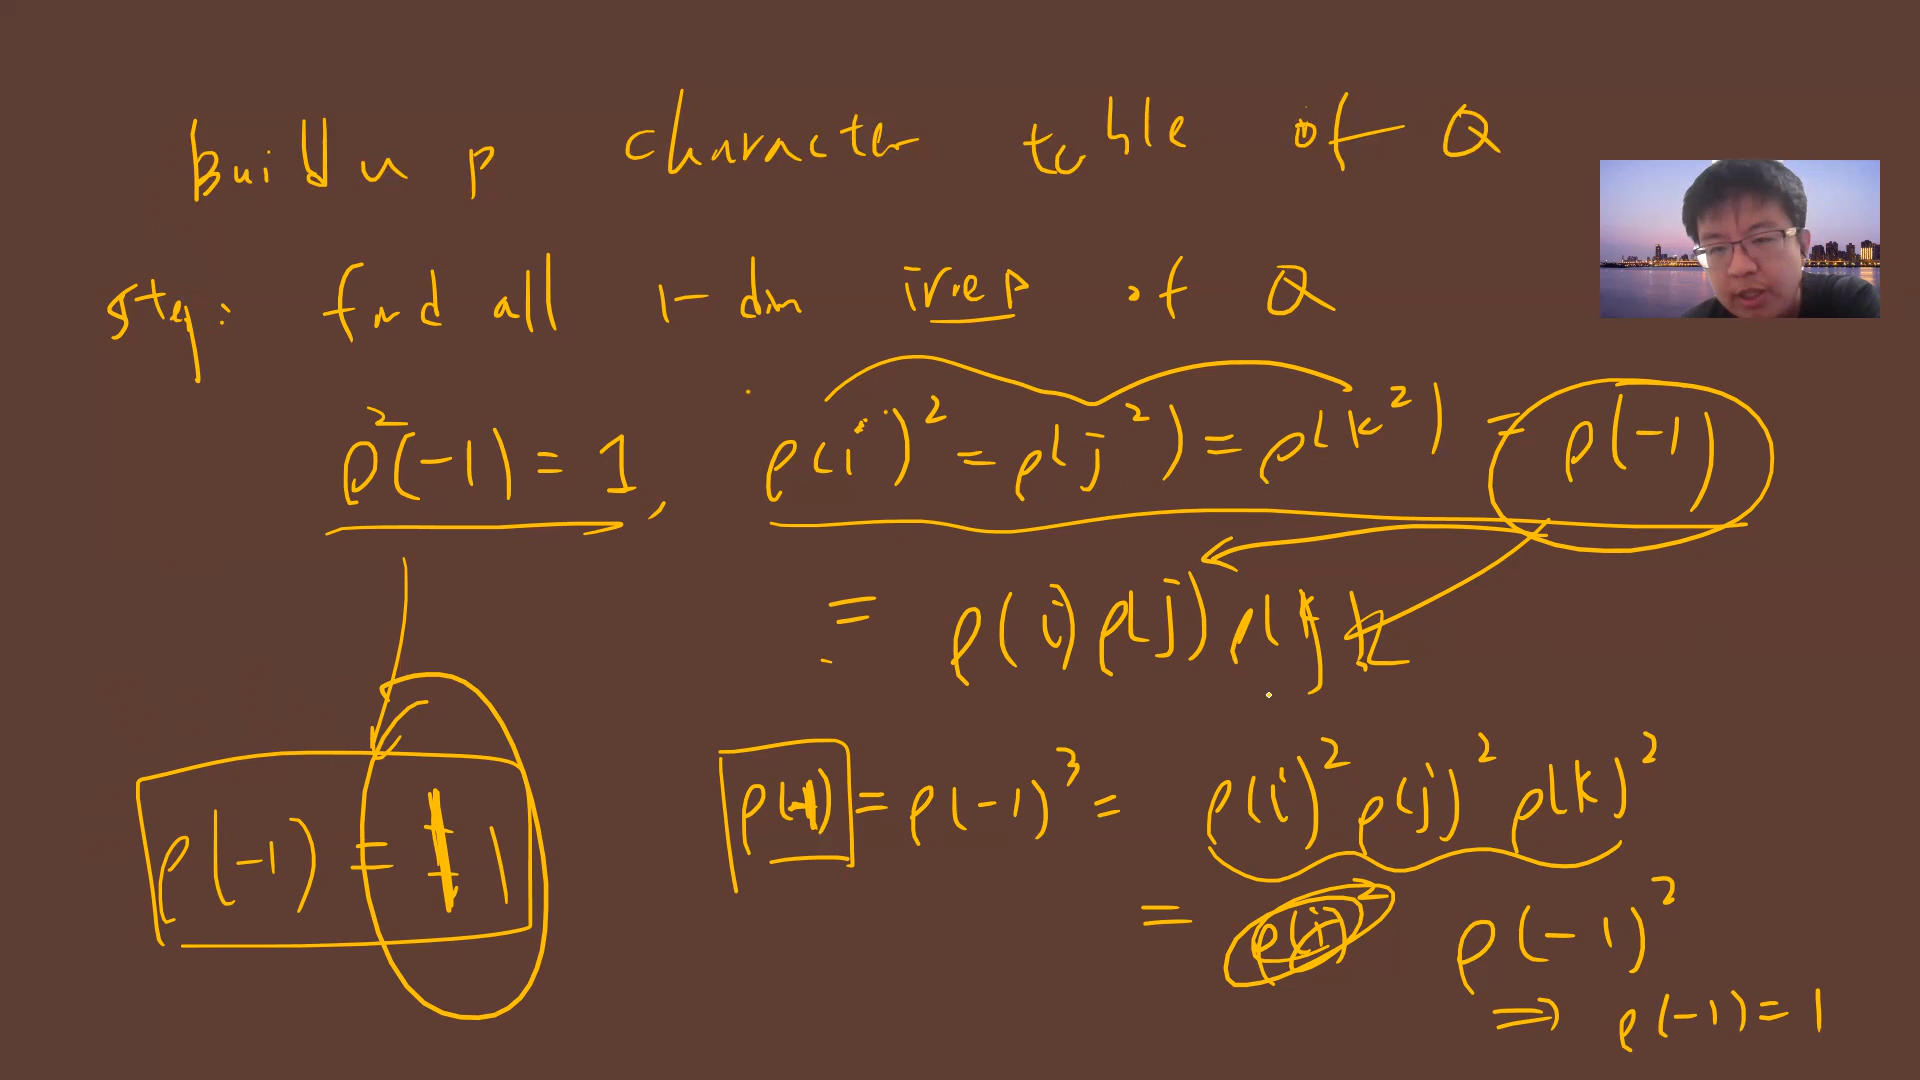 Build up character table of Q
step: find all 1-dim irrep of Q
ρ²(-1) = 1, ρ(i)² = ρ(j²) = ρ(k²) = ρ(-1)
= ρ(i) ρ(j) ρ(k)
ρ(-1) = ρ(-1)³ = ρ(i)² ρ(j)² ρ(k)²
ρ(-1) = 1
= ρ(-1)²
⇒ ρ(-1) = 1